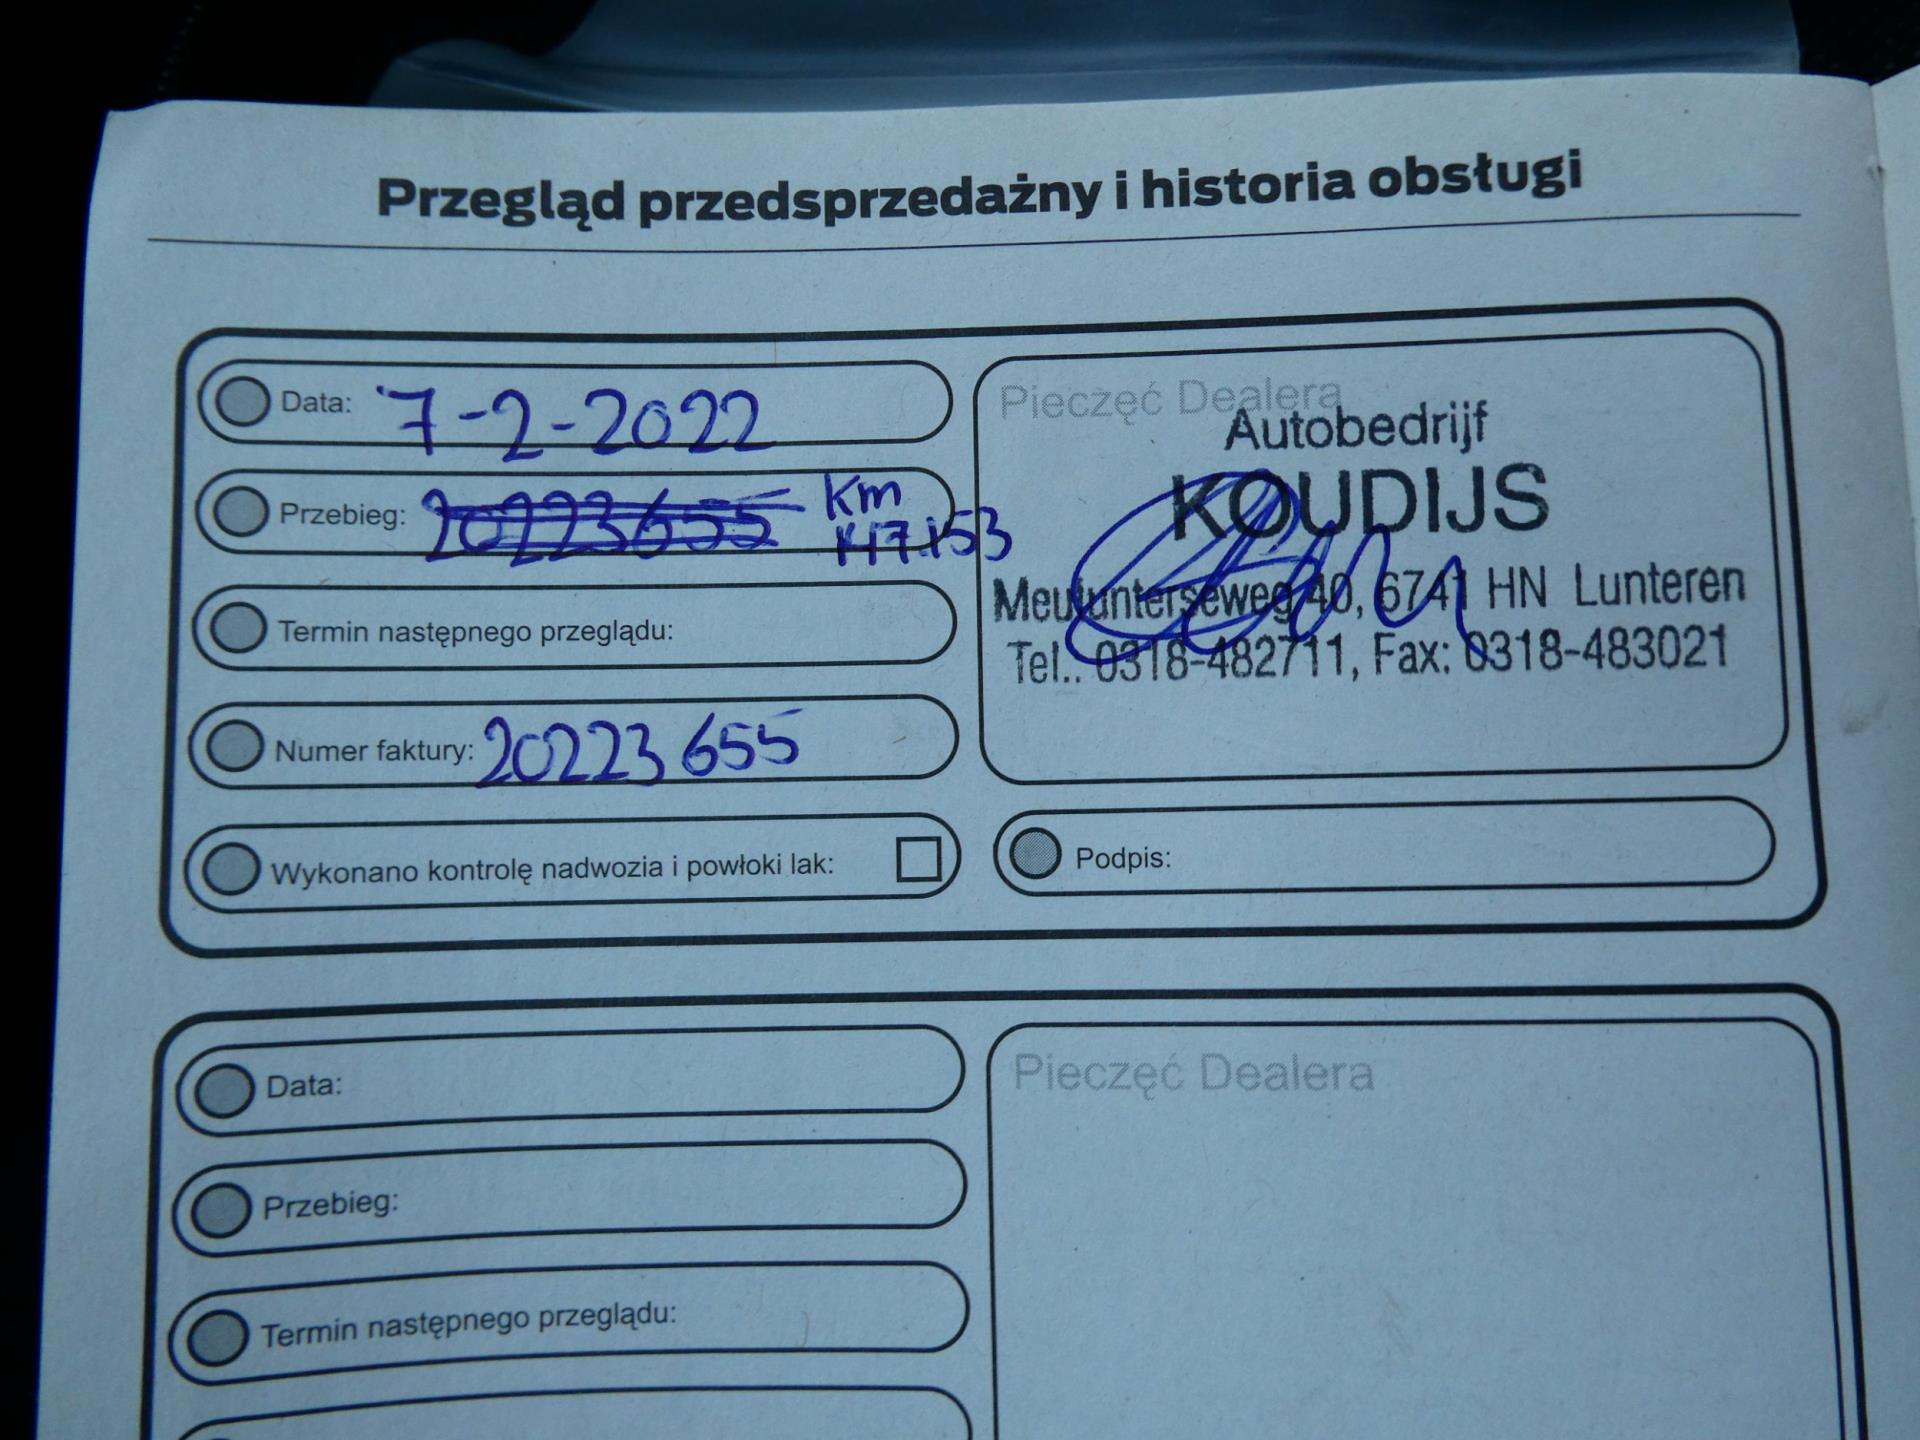 Przegląd przedsprzedażny i historia obsługi
Data: 7-2-2022
Przebieg: 20223655 Km
147.153
Termin następnego przeglądu:
Numer faktury: 20223655
Wykonano kontrolę nadwozia i powłoki lak:
Pieczęć Dealera
Autobedrijf
KOUDIJS
40, 6741 HN Lunteren
Tel.: 0318-482711, Fax: 0318-483021
Podpis:
Data:
Przebieg:
Termin następnego przeglądu:
Pieczęć Dealera